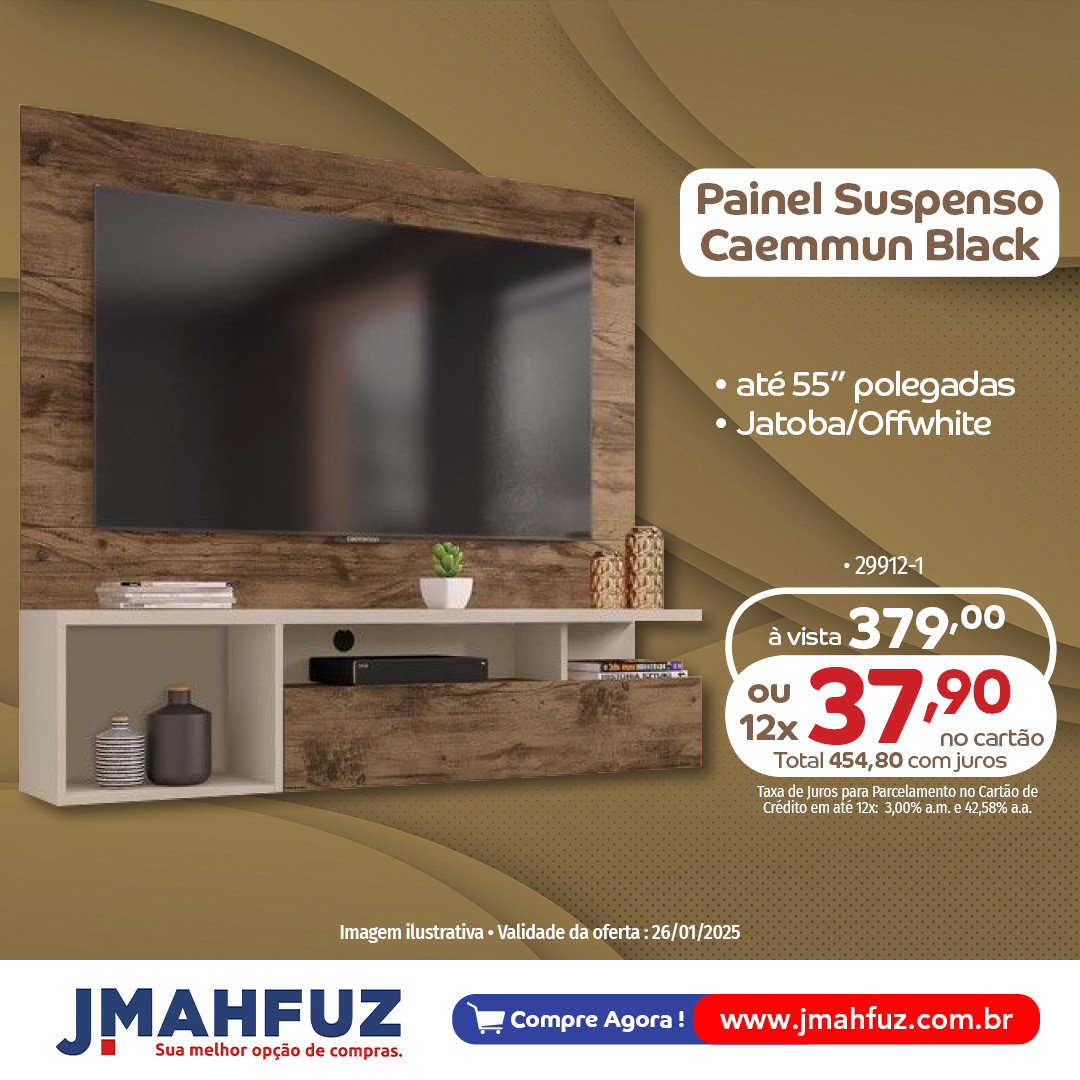 Painel Suspenso
Caemmun Black
• até 55” polegadas
• Jatoba/Offwhite
• 29912-1
à vista 379,00
ou
12x 37,90
no cartão
Total 454,80 com juros
Taxa de Juros para Parcelamento no Cartão de
Crédito em até 12x: 3,00% a.m. e 42,58% a.a.
Imagem ilustrativa • Validade da oferta : 26/01/2025
JMAHFUZ
Sua melhor opção de compras.
Compre Agora !
www.jmahfuz.com.br